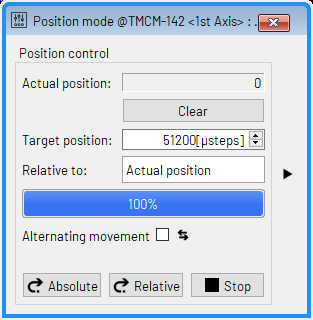 Position mode @TMCM-142 <1st Axis> : .
Position control
Actual position: 0
Clear
Target position: 51200[µsteps]
Relative to: Actual position
100%
Alternating movement
Absolute Relative Stop